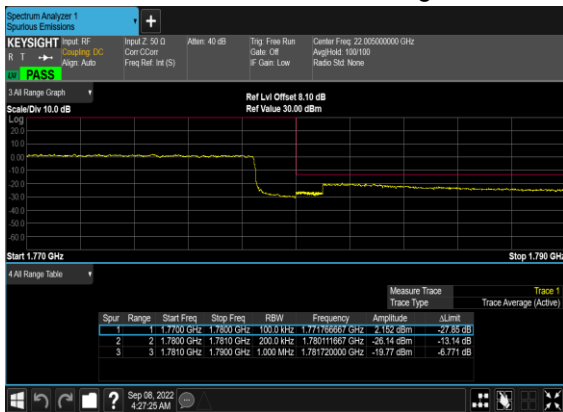 Spectrum Analyzer 1
Spurious Emissions
KEYSIGHT Input: RF Input Z: 50 Ω Atten: 40 dB Trig: Free Run Center Freq: 22.005000000 GHz
R T Coupling: DC Corr CCorr Gate: Off Avg|Hold: 100/100
Align: Auto Freq Ref: Int (S) IF Gain: Low Radio Std: None
LXI PASS
3 All Range Graph
Ref Lvl Offset 8.10 dB
Scale/Div 10.0 dB Ref Value 30.00 dBm
Log
20.0
10.0
0.00
-10.0
-20.0
-30.0
-40.0
-50.0
-60.0
Start 1.770 GHz Stop 1.790 GHz
4 All Range Table
Measure Trace Trace 1
Trace Type Trace Average (Active)
Spur Range Start Freq Stop Freq RBW Frequency Amplitude ΔLimit
1 1 1.7700 GHz 1.7800 GHz 100.0 kHz 1.771766667 GHz 2.152 dBm -27.85 dB
2 2 1.7800 GHz 1.7810 GHz 200.0 kHz 1.780111667 GHz -26.14 dBm -13.14 dB
3 3 1.7810 GHz 1.7900 GHz 1.000 MHz 1.781720000 GHz -19.77 dBm -6.771 dB
? Sep 08, 2022
4:27:25 AM